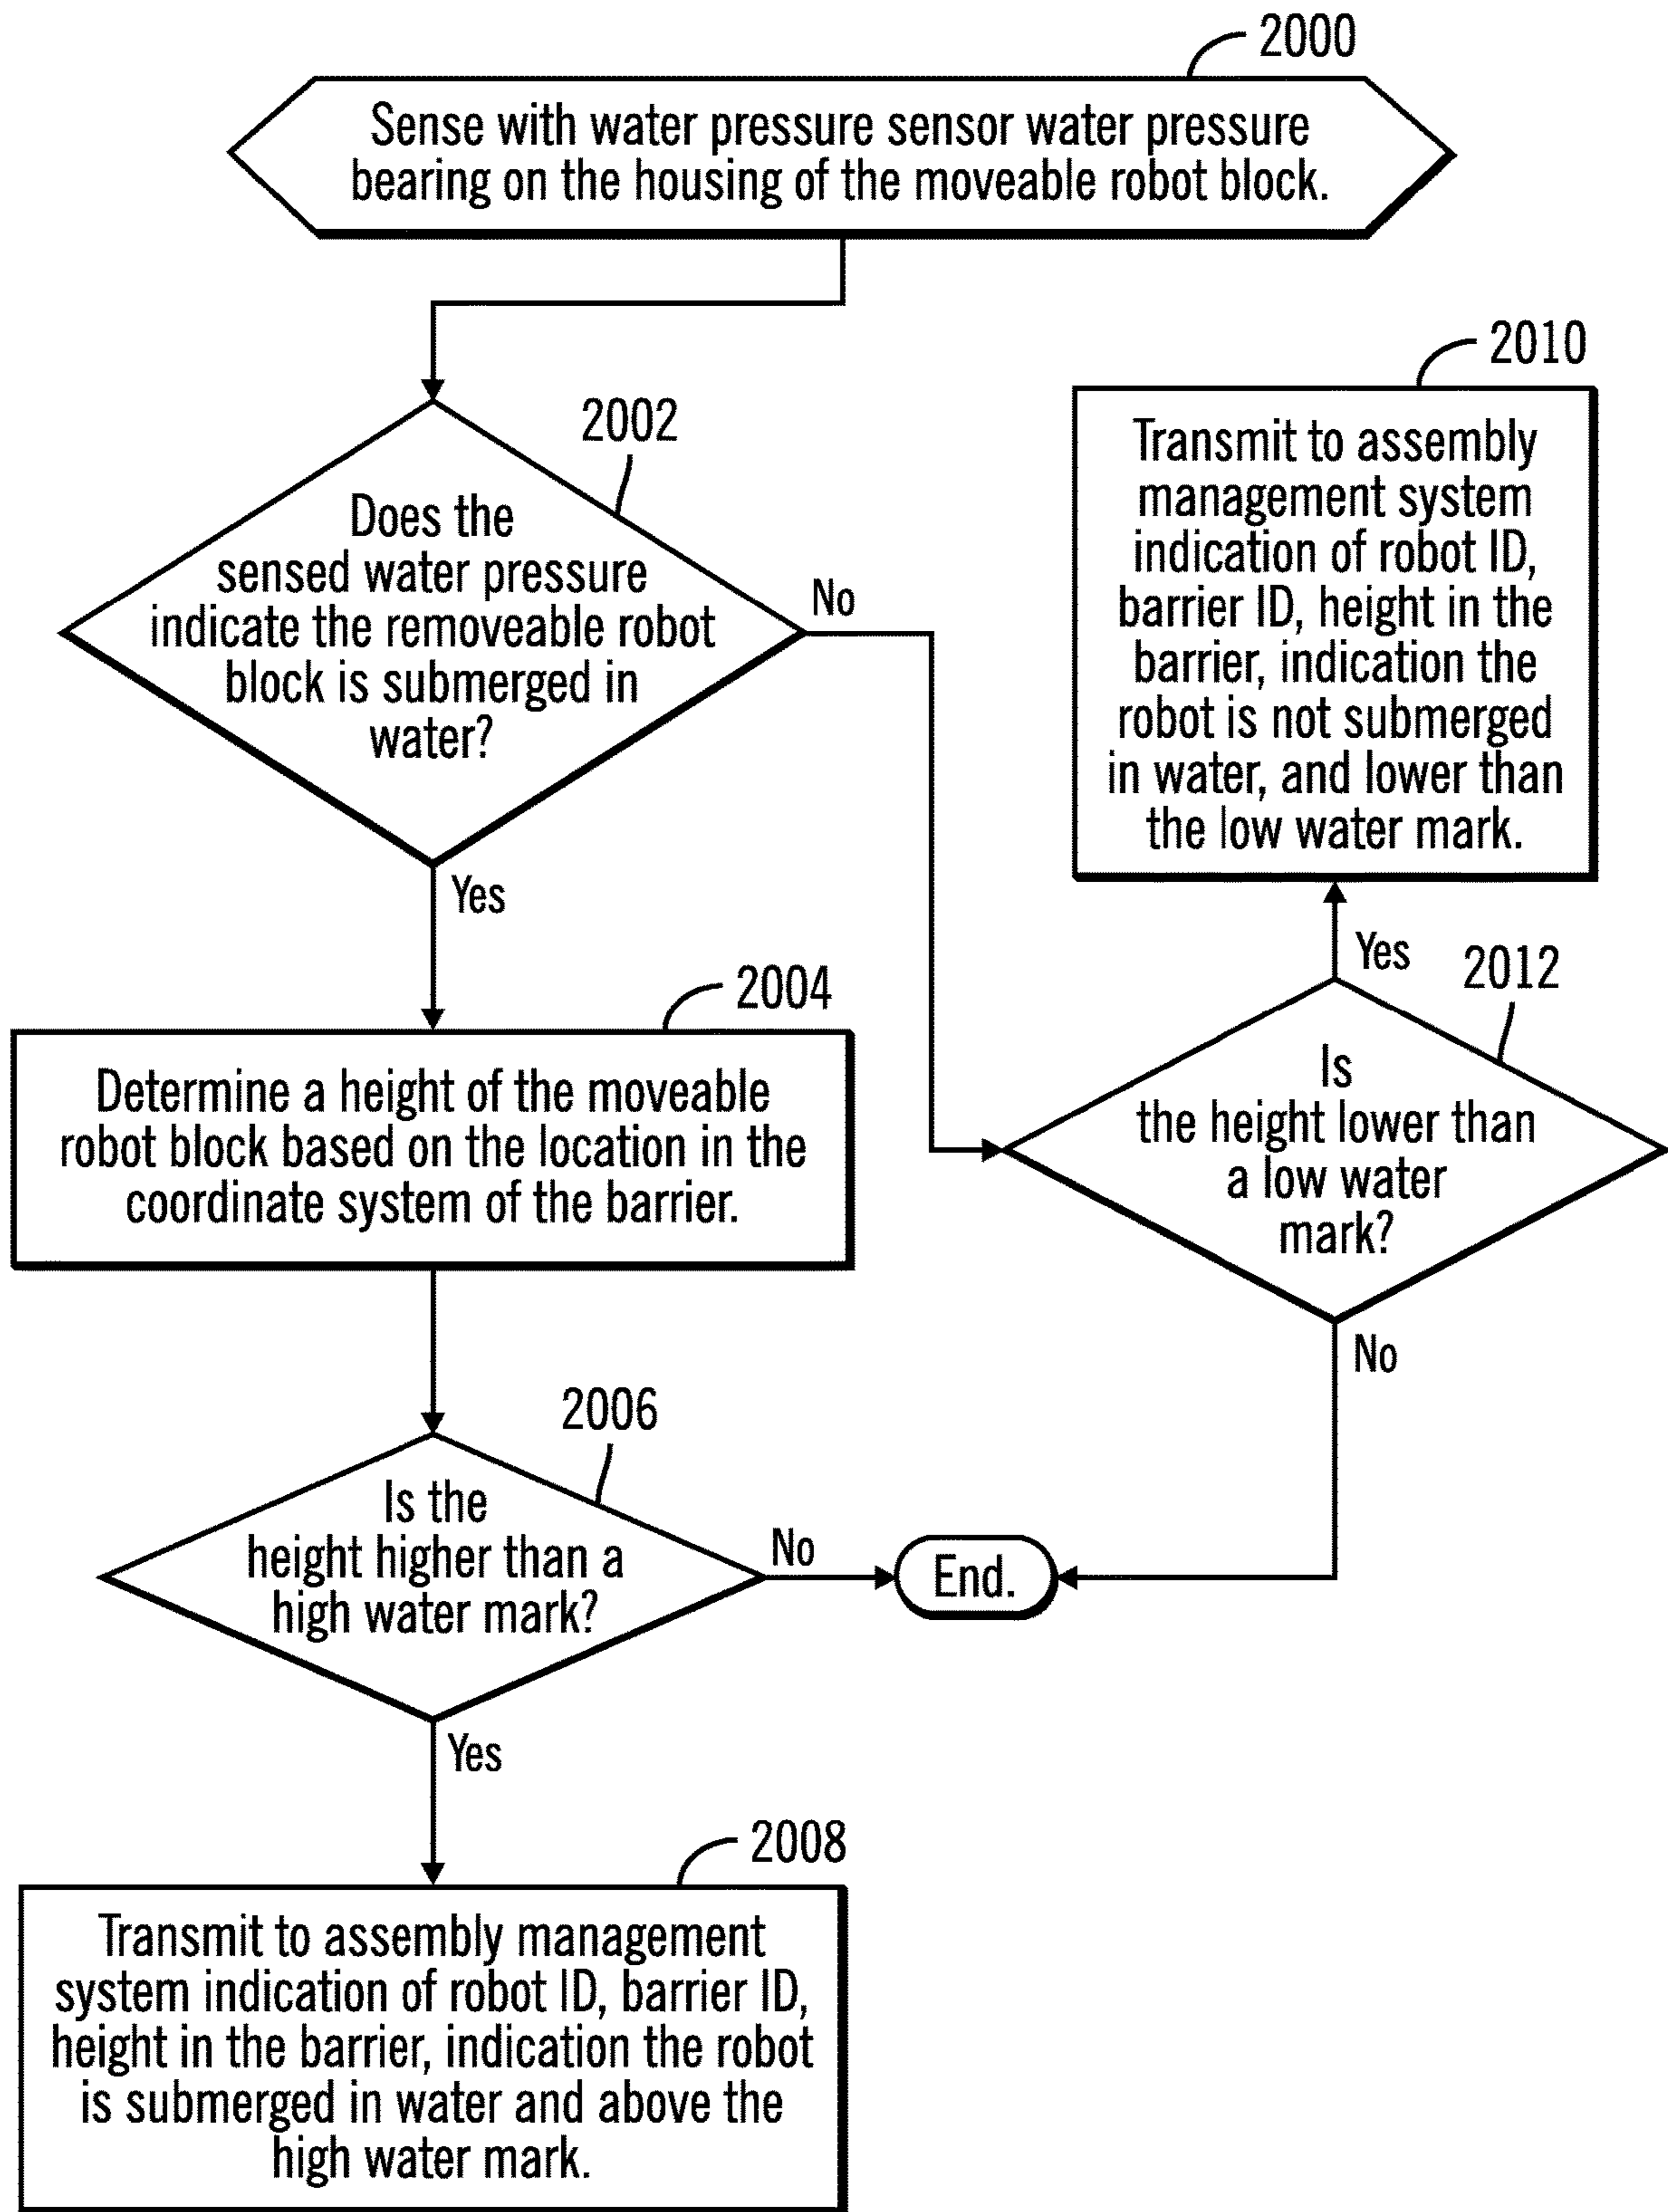 2000
Sense with water pressure sensor water pressure
bearing on the housing of the moveable robot block.
2002
Does the
sensed water pressure
indicate the removeable robot
block is submerged in
water?
No
Yes
2004
Determine a height of the moveable
robot block based on the location in the
coordinate system of the barrier.
2006
Is the
height higher than a
high water mark?
No
End.
Yes
2008
Transmit to assembly management
system indication of robot ID, barrier ID,
height in the barrier, indication the robot
is submerged in water and above the
high water mark.
2010
Transmit to assembly
management system
indication of robot ID,
barrier ID, height in the
barrier, indication the
robot is not submerged
in water, and lower than
the low water mark.
Yes
2012
Is
the height lower than
a low water
mark?
No